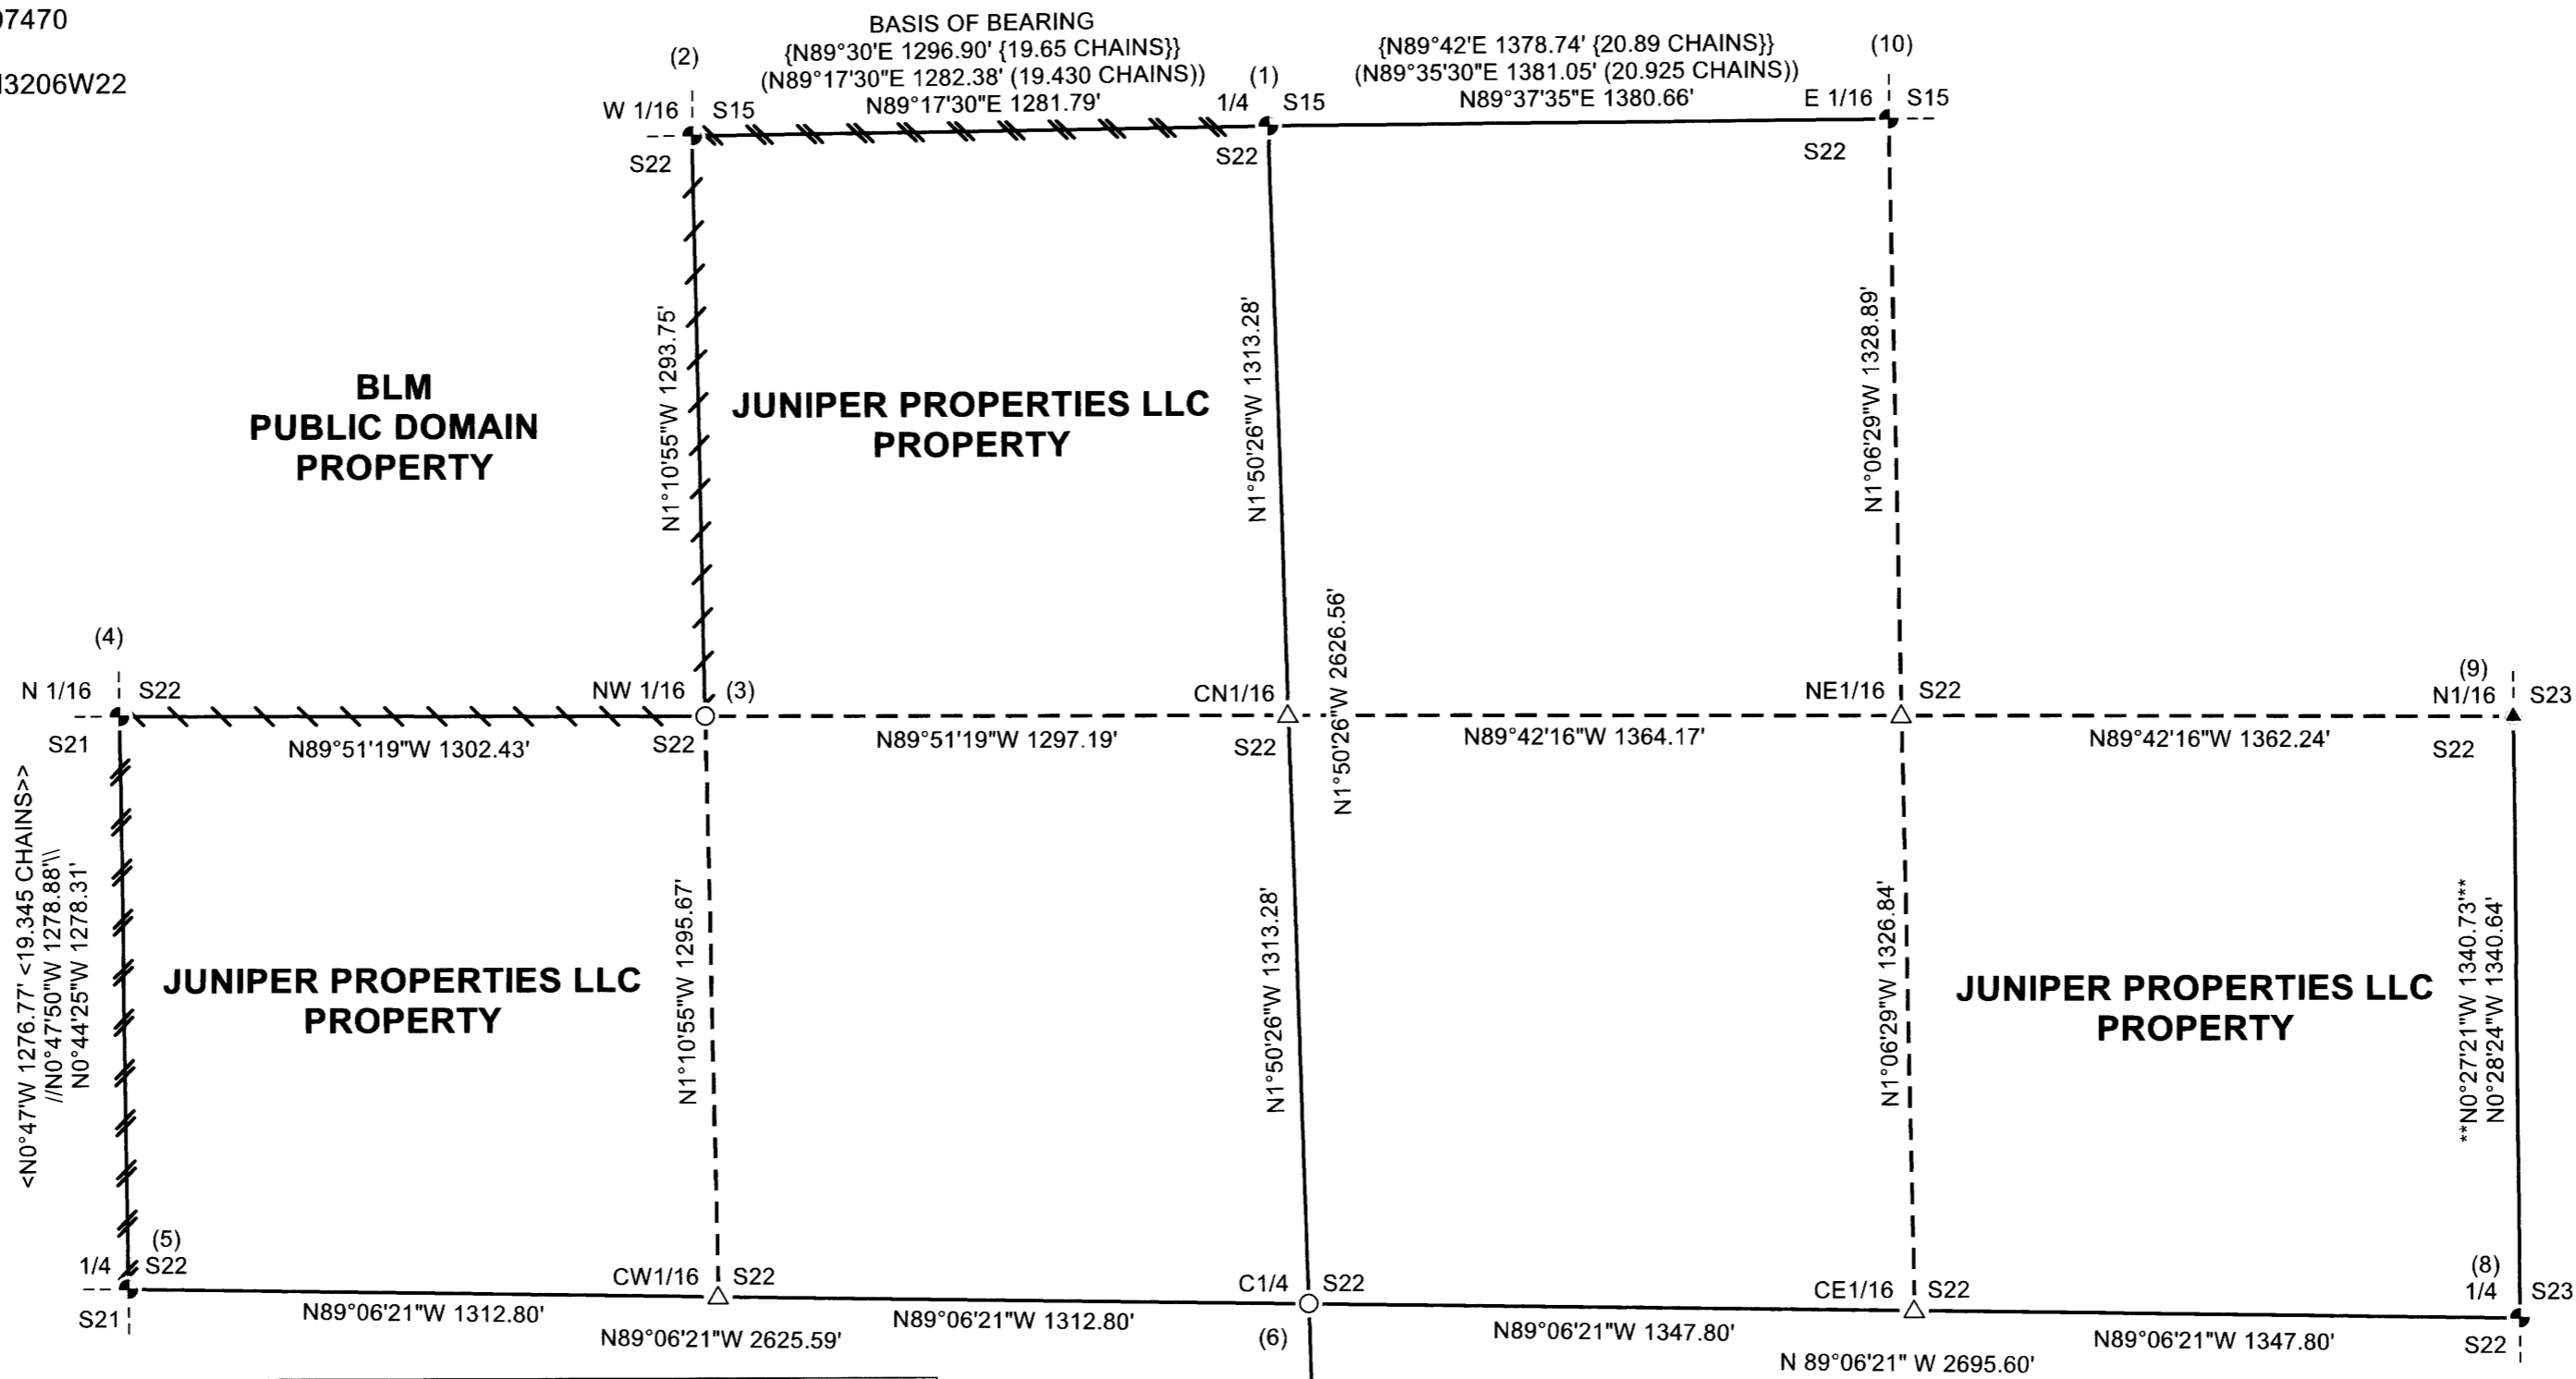 07470
3206W22
BASIS OF BEARING
{N89°30'E 1296.90' {19.65 CHAINS}}
(N89°17'30"E 1282.38' (19.430 CHAINS))
N89°17'30"E 1281.79'
{N89°42'E 1378.74' {20.89 CHAINS}}
(N89°35'30"E 1381.05' (20.925 CHAINS))
N89°37'35"E 1380.66'
(2)
(1)
(10)
W 1/16 S15
S22
1/4 S15
S22
E 1/16 S15
S22
N1°10'55"W 1293.75'
N1°50'26"W 1313.28'
N1°06'29"W 1328.89'
BLM
PUBLIC DOMAIN
PROPERTY
JUNIPER PROPERTIES LLC
PROPERTY
N1°50'26"W 2626.56'
(4)
N 1/16 S22
S21
NW 1/16 (3)
S22
CN1/16
S22
NE1/16 S22
(9)
N1/16 S23
S22
N89°51'19"W 1302.43'
N89°51'19"W 1297.19'
N89°42'16"W 1364.17'
N89°42'16"W 1362.24'
<N0°47'W 1276.77' <19.345 CHAINS>>
//N0°47'50"W 1278.88'\\
N0°44'25"W 1278.31'
JUNIPER PROPERTIES LLC
PROPERTY
N1°10'55"W 1295.67'
N1°50'26"W 1313.28'
N1°06'29"W 1326.84'
JUNIPER PROPERTIES LLC
PROPERTY
**N0°27'21"W 1340.73'**
N0°28'24"W 1340.64'
(5)
1/4 S22
S21
CW1/16 S22
C1/4 S22
(6)
CE1/16 S22
(8)
1/4 S23
S22
N89°06'21"W 1312.80'
N89°06'21"W 1312.80'
N89°06'21"W 1347.80'
N89°06'21"W 1347.80'
N89°06'21"W 2625.59'
N 89°06'21" W 2695.60'